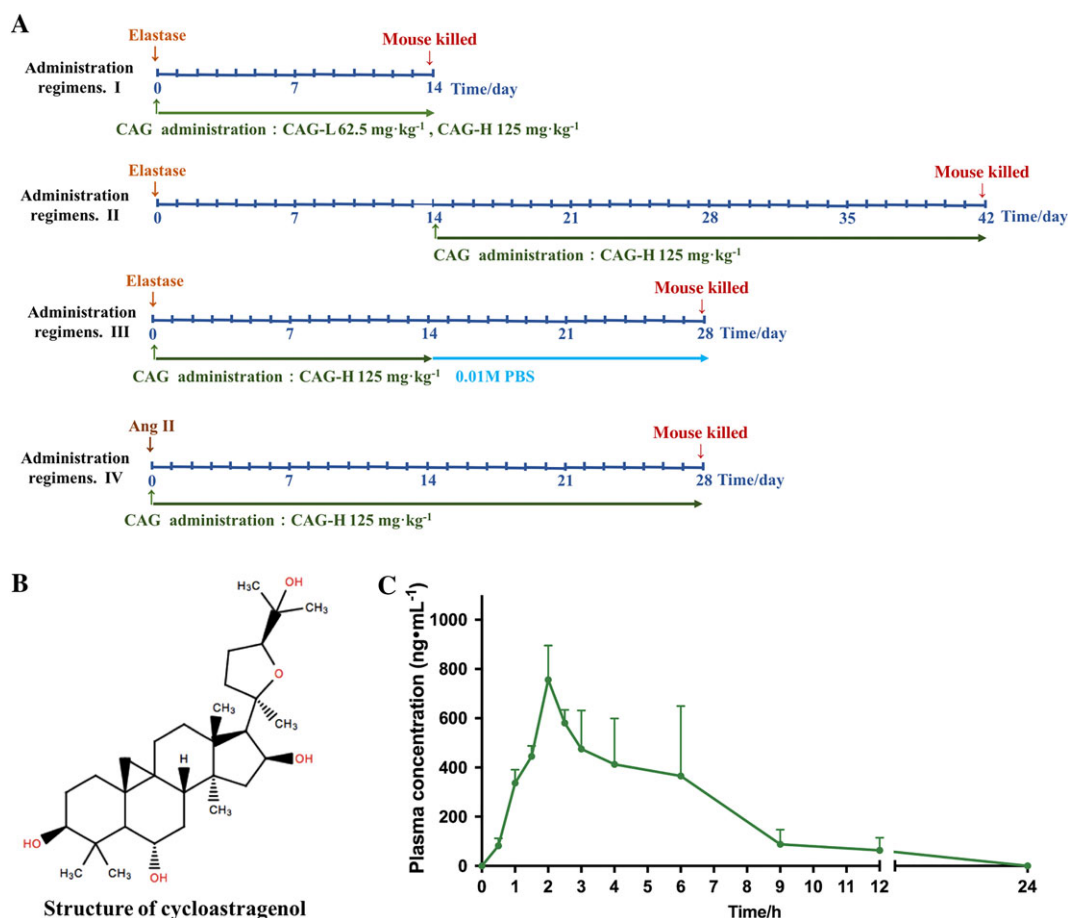 A
Elastase
Mouse killed
Administration
regimens. I
0 7 14 Time/day
CAG administration : CAG-L 62.5 mg·kg⁻¹ , CAG-H 125 mg·kg⁻¹
Elastase
Mouse killed
Administration
regimens. II
0 7 14 21 28 35 42 Time/day
CAG administration : CAG-H 125 mg·kg⁻¹
Elastase
Mouse killed
Administration
regimens. III
0 7 14 21 28 Time/day
CAG administration : CAG-H 125 mg·kg⁻¹ 0.01M PBS
Ang II
Mouse killed
Administration
regimens. IV
0 7 14 21 28 Time/day
CAG administration : CAG-H 125 mg·kg⁻¹
B
OH
H₃C
CH₃
O
CH₃
CH₃
H
OH
CH₃
HO
H₃C CH₃
OH
Structure of cycloastragenol
C
Plasma concentration (ng•mL⁻¹)
1000
800
600
400
200
0
0 1 2 3 4 5 6 7 8 9 10 11 12 24
Time/h